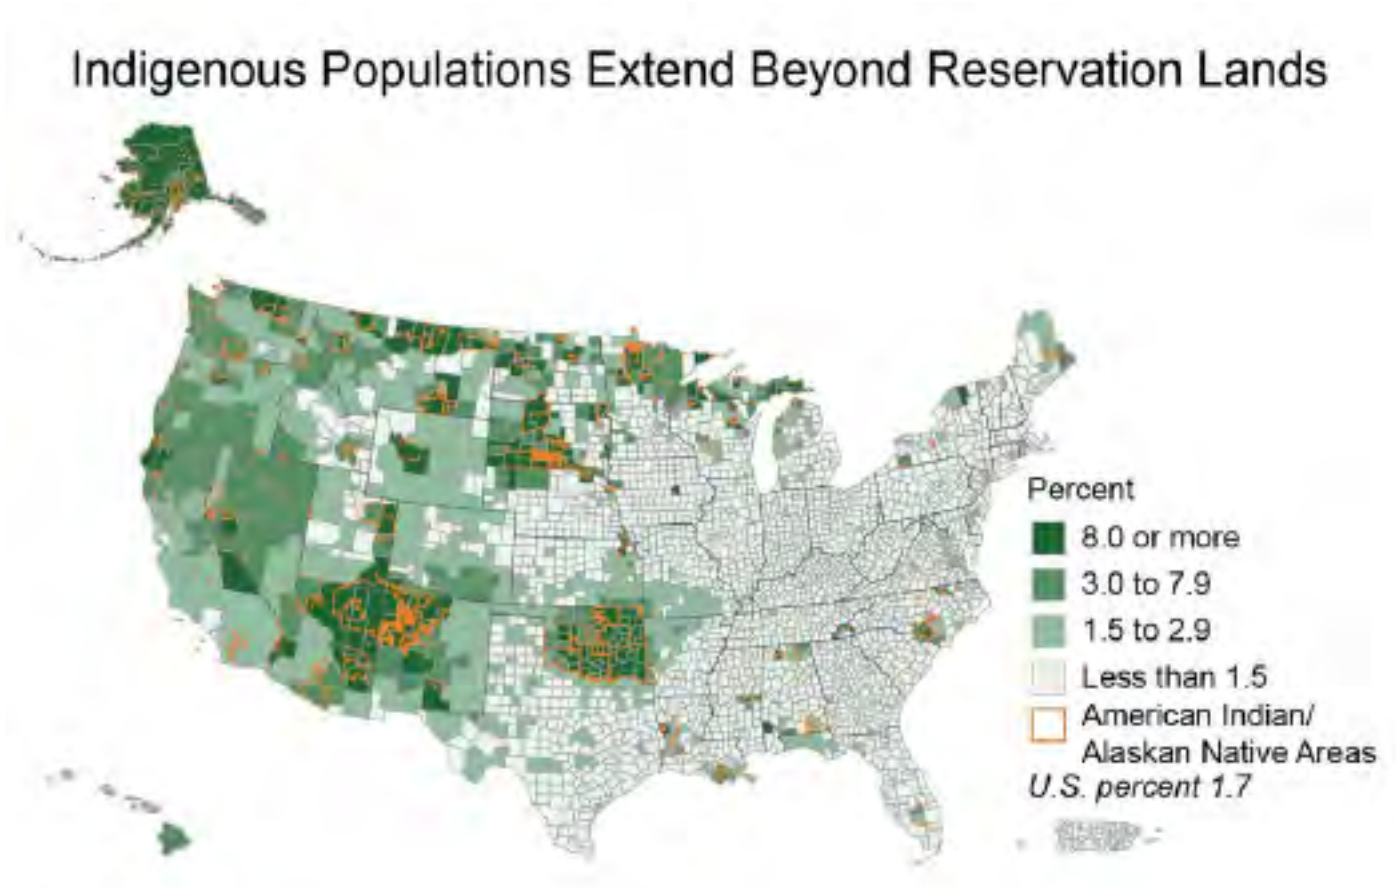 Indigenous Populations Extend Beyond Reservation Lands
Percent
8.0 or more
3.0 to 7.9
1.5 to 2.9
Less than 1.5
American Indian/
Alaskan Native Areas
U.S. percent 1.7